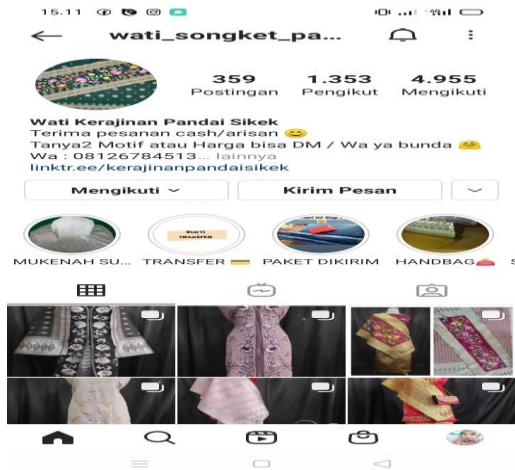 15.11
wati_songket_pa...
359 1.353 4.955
Postingan Pengikut Mengikuti
Wati Kerajinan Pandai Sikek
Terima pesanan cash/arisan 😊
Tanya2 Motif atau Harga bisa DM / Wa ya bunda 🤗
Wa : 08126784513... lainnya
linktr.ee/kerajinanpandaisikek
Mengikuti Kirim Pesan
Bukti
TRANSFER
MUKENAH SU... TRANSFER 💳 PAKET DIKIRIM HANDBAG👛 S